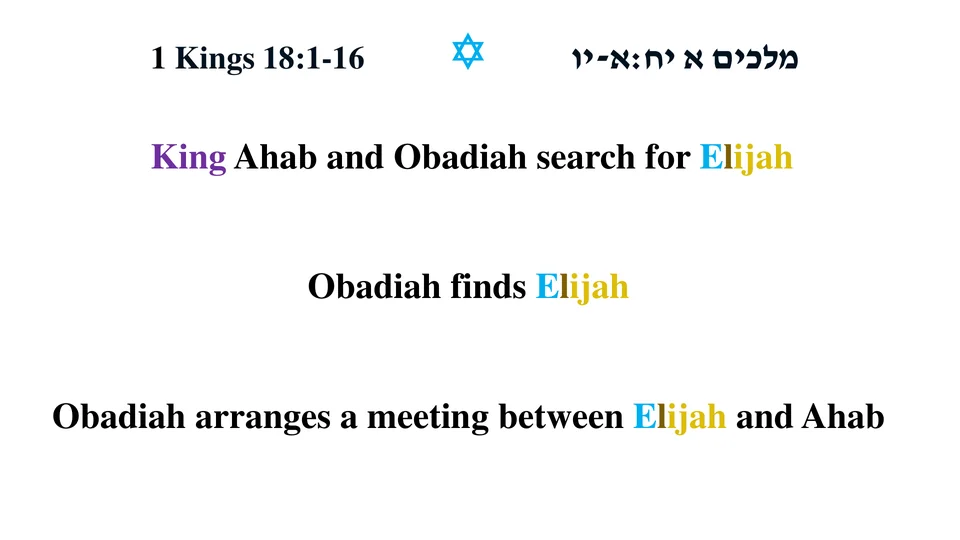 1 Kings 18:1-16 ✡ מלכים א יח:א-יו
King Ahab and Obadiah search for Elijah
Obadiah finds Elijah
Obadiah arranges a meeting between Elijah and Ahab